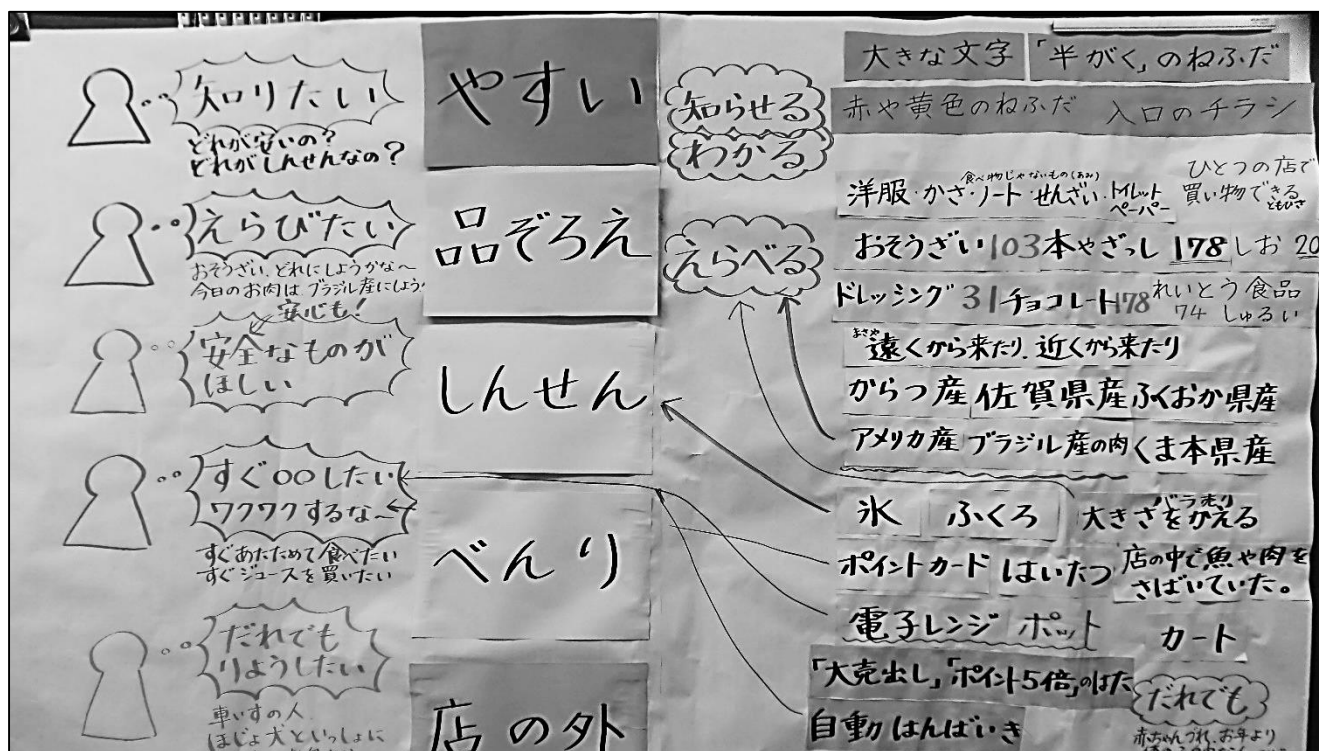 知りたい
どれが安いの？
どれがしんせんなの？
えらびたい
おそうざい、どれにしようかな〜
今日のお肉は、ブラジル産にしよう！
安心も！
安全なものが
ほしい
すぐ○○したい
ワクワクするな〜
すぐあたためて食べたい
すぐジュースを買いたい
だれでも
りようしたい
車いすの人
ほじょ犬といっしょに
やすい
品ぞろえ
しんせん
べんり
店の外
知らせる
わかる
えらべる
大きな文字 「半がく」のねふだ
赤や黄色のねふだ 入口のチラシ
食べ物じゃないもの(あみ)
洋服・かさ・ノート・せんざい・トイレットペーパー
ひとつの店で
買い物できる
ともひさ
おそうざい103 本やざっし 178 しお 20
ドレッシング 31 チョコレート178 れいとう食品
74 しゅるい
まさや
遠くから来たり、近くから来たり
からつ産 佐賀県産 ふくおか県産
アメリカ産 ブラジル産の肉 くま本県産
バラ売り
氷 ふくろ 大きさをかえる
ポイントカード はいたつ 店の中で魚や肉を
さばいていた。
電子レンジ ポット カート
「大売出し」「ポイント5倍」のはた
自動はんばいき
だれでも
赤ちゃんづれ、お年より